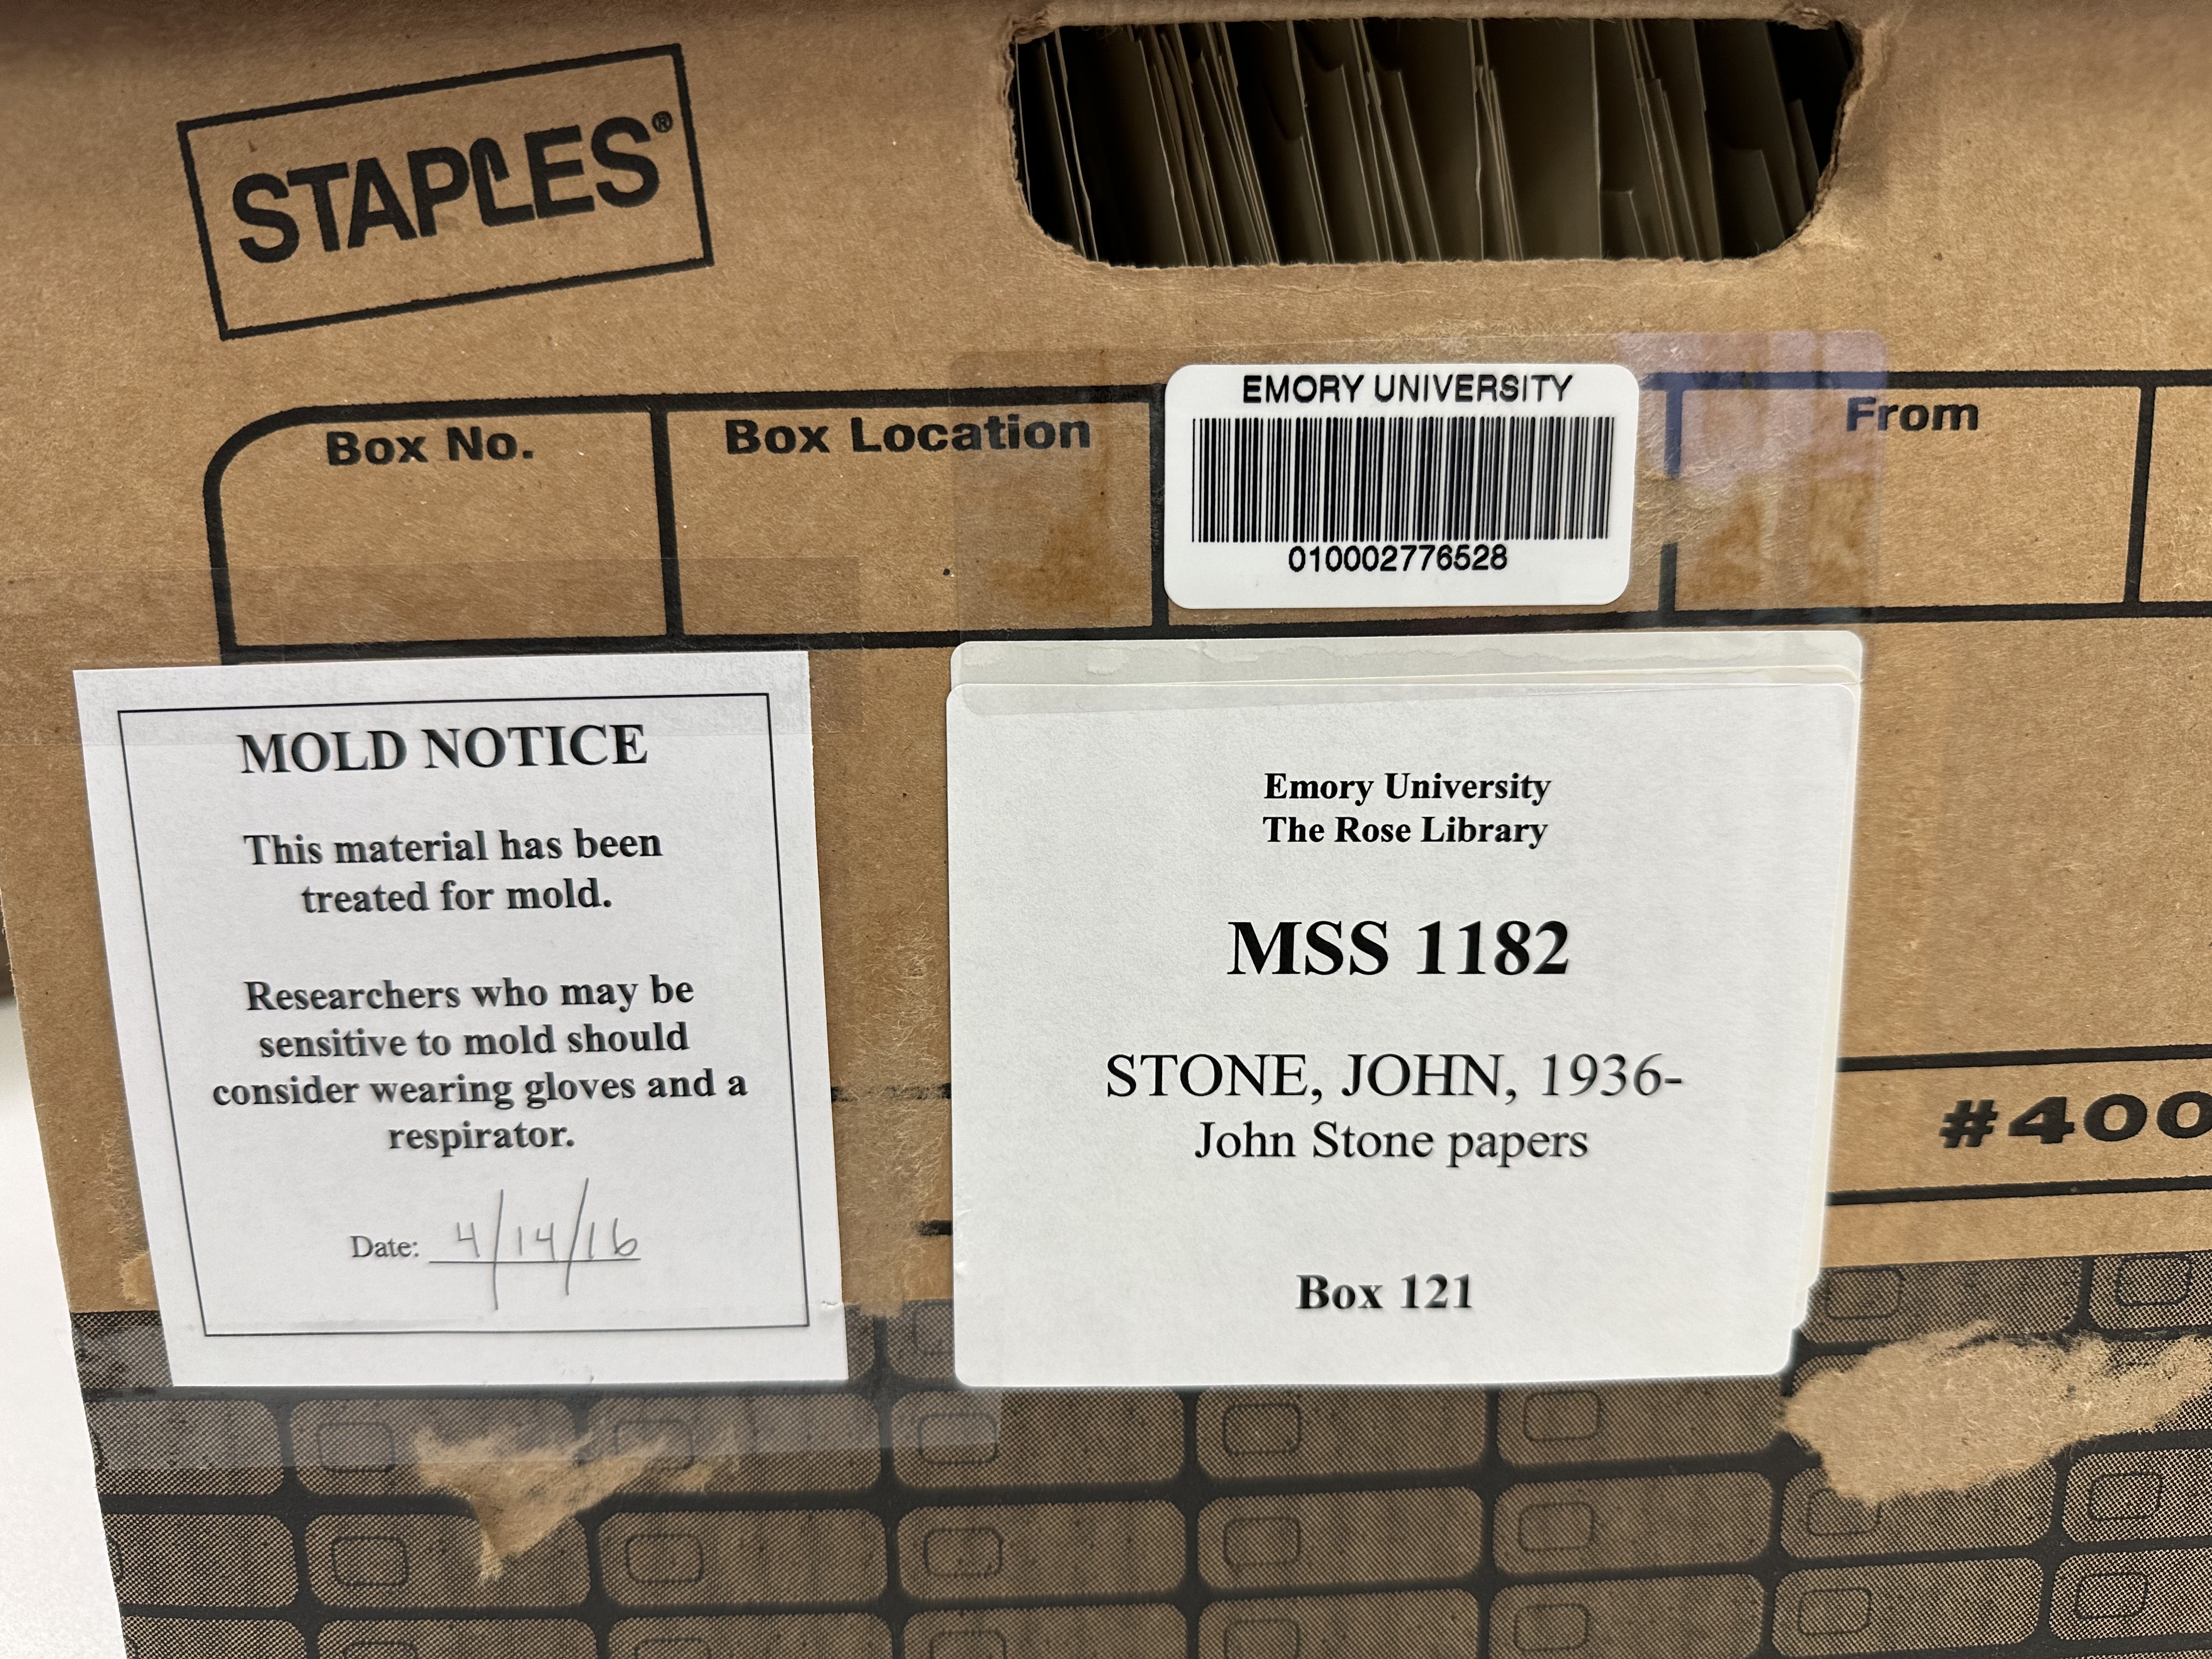 STAPLES®
EMORY UNIVERSITY
010002776528
Box No.
Box Location
From
MOLD NOTICE
This material has been
treated for mold.
Researchers who may be
sensitive to mold should
consider wearing gloves and a
respirator.
Date: 4/14/16
Emory University
The Rose Library
MSS 1182
STONE, JOHN, 1936-
John Stone papers
Box 121
#400